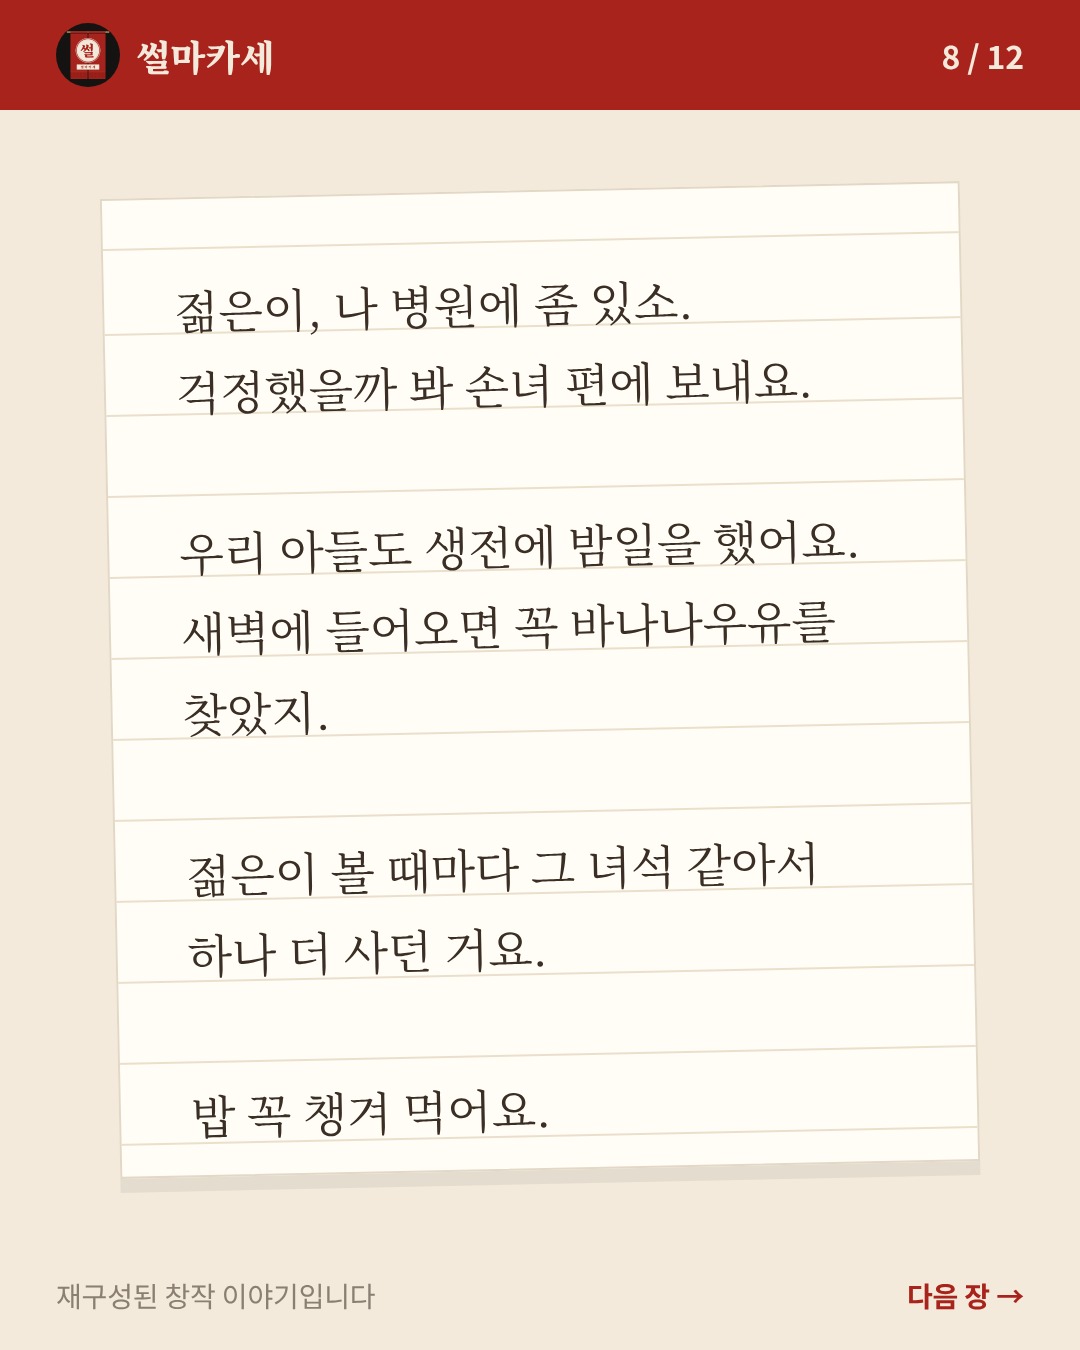 썰
썰마카세
8 / 12
젊은이, 나 병원에 좀 있소.
걱정했을까 봐 손녀 편에 보내요.
우리 아들도 생전에 밤일을 했어요.
새벽에 들어오면 꼭 바나나우유를
찾았지.
젊은이 볼 때마다 그 녀석 같아서
하나 더 사던 거요.
밥 꼭 챙겨 먹어요.
재구성된 창작 이야기입니다
다음 장 →